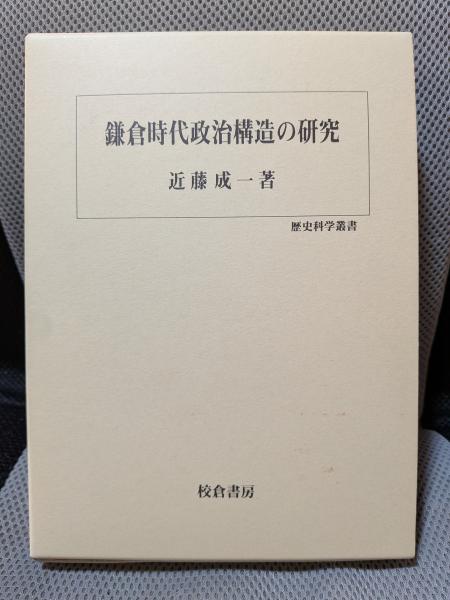 鎌倉時代政治構造の研究
近藤成一著
歴史科学叢書
校倉書房